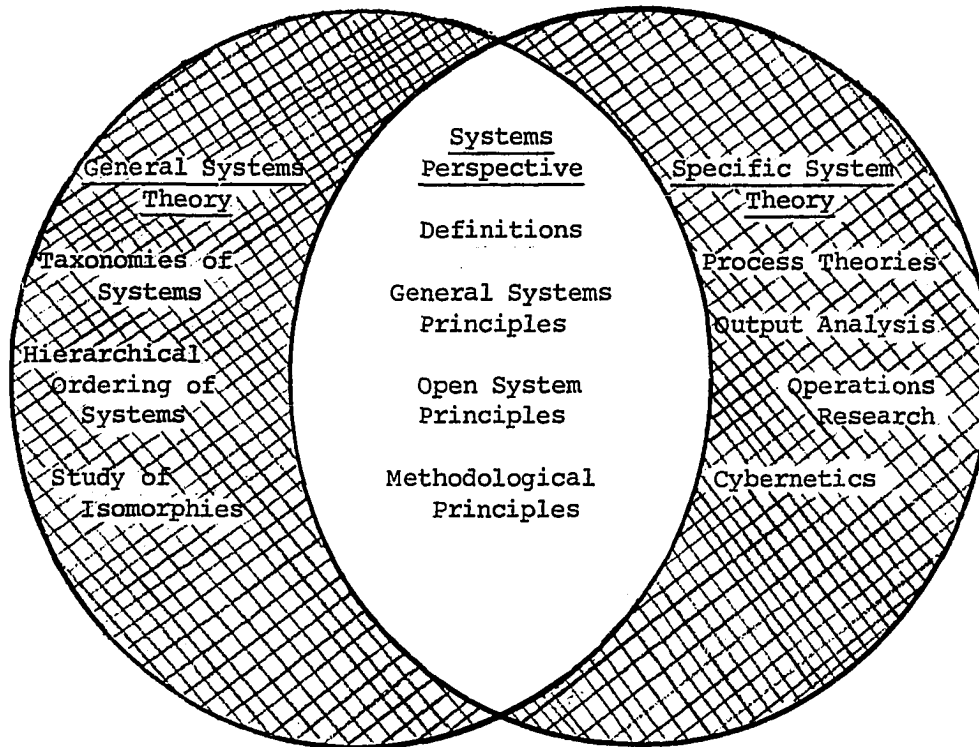 General Systems
Theory
Taxonomies of
Systems
Hierarchical
Ordering of
Systems
Study of
Isomorphies
Systems
Perspective
Definitions
General Systems
Principles
Open System
Principles
Methodological
Principles
Specific System
Theory
Process Theories
Output Analysis
Operations
Research
Cybernetics